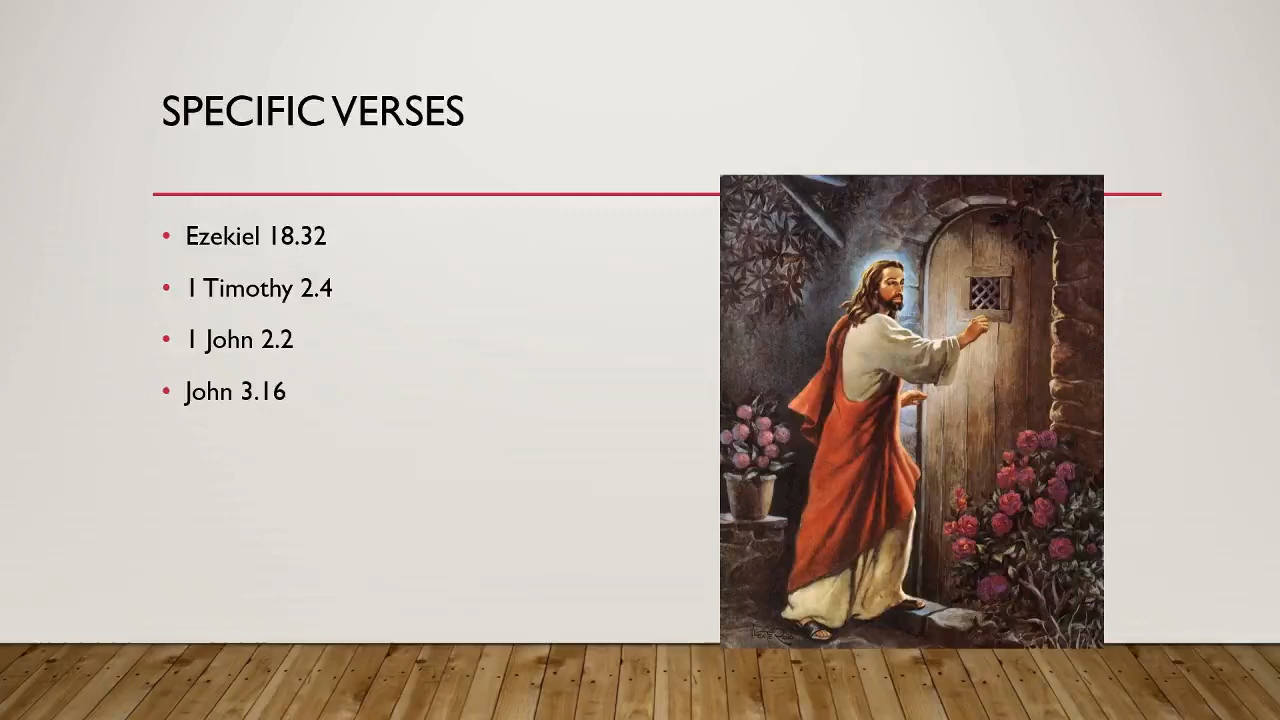 SPECIFIC VERSES
• Ezekiel 18.32
• 1 Timothy 2.4
• 1 John 2.2
• John 3.16